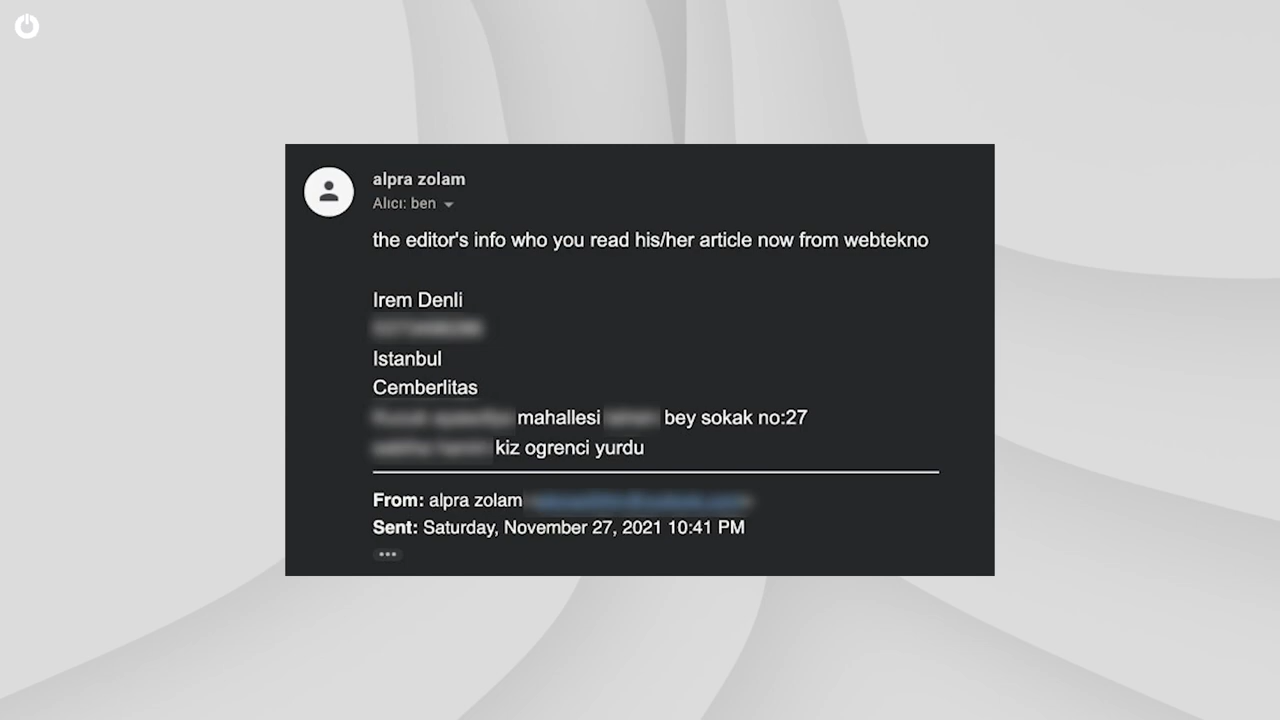 alpra zolam
Alıcı: ben
the editor's info who you read his/her article now from webtekno
Irem Denli
Istanbul
Cemberlitas
mahallesi bey sokak no:27
kiz ogrenci yurdu
From: alpra zolam
Sent: Saturday, November 27, 2021 10:41 PM